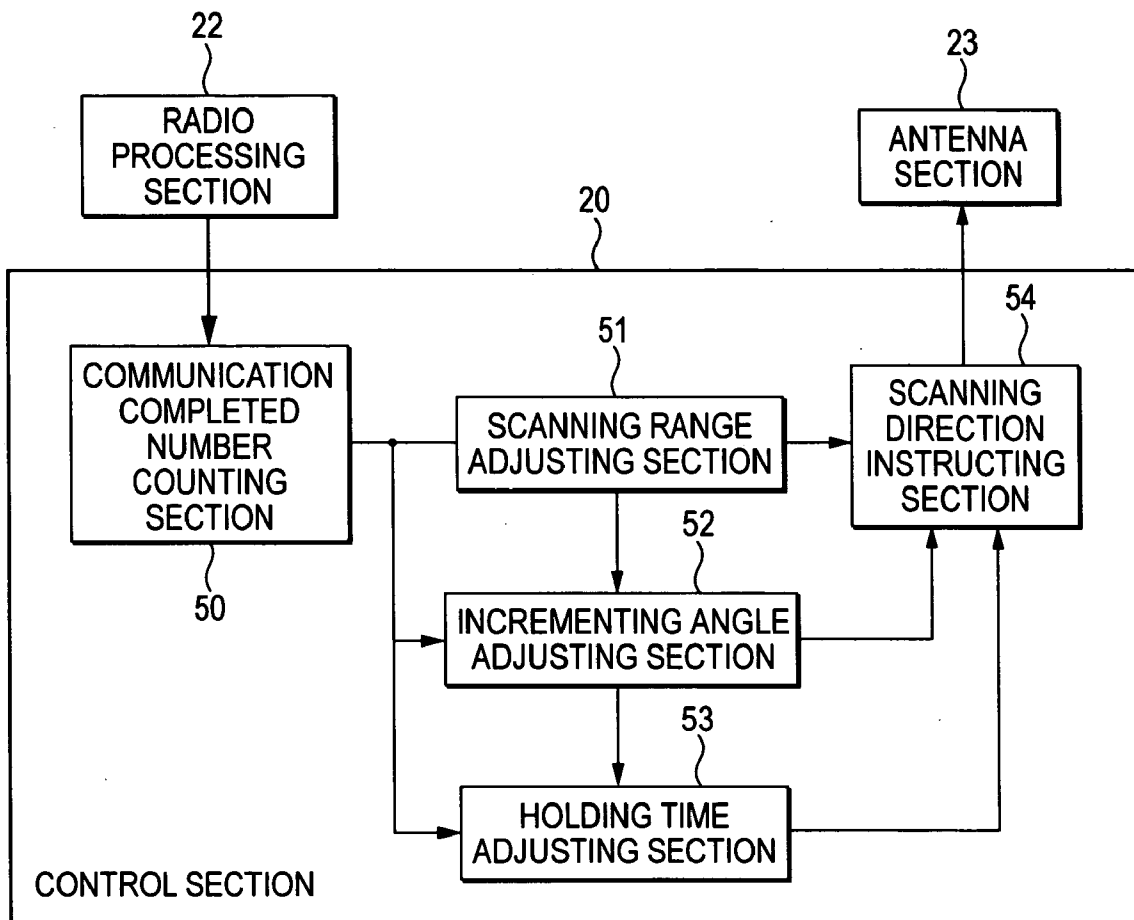 22
RADIO
PROCESSING
SECTION
23
ANTENNA
SECTION
20
COMMUNICATION
COMPLETED
NUMBER
COUNTING
SECTION
50
51
SCANNING RANGE
ADJUSTING SECTION
54
SCANNING
DIRECTION
INSTRUCTING
SECTION
52
INCREMENTING ANGLE
ADJUSTING SECTION
53
HOLDING TIME
ADJUSTING SECTION
CONTROL SECTION